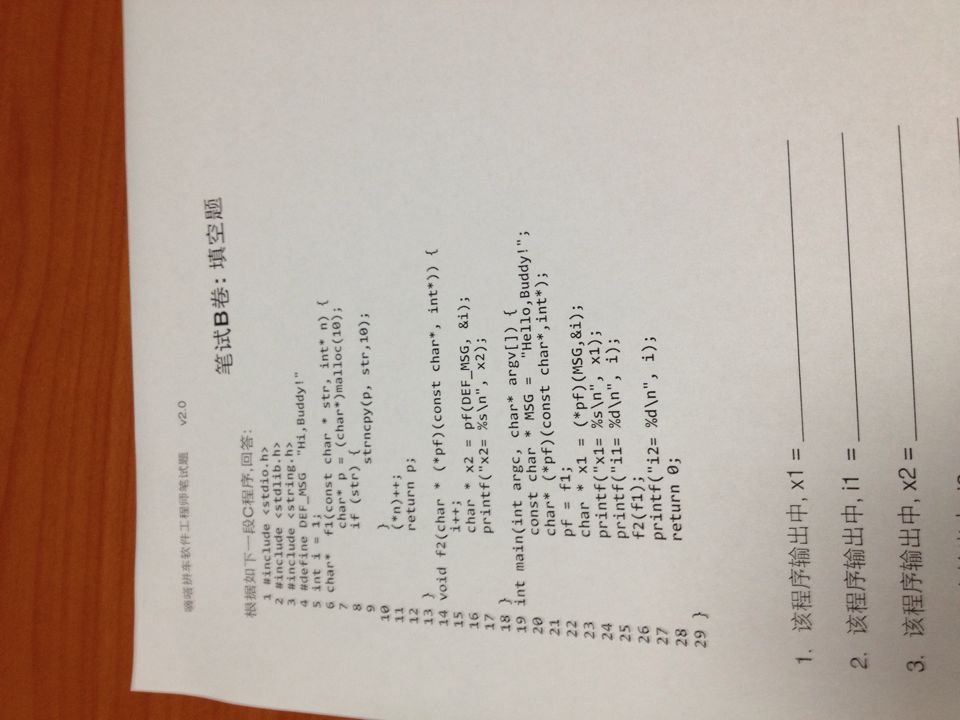 嘀嗒拼车软件工程师笔试题 v2.0
笔试B卷: 填空题
根据如下一段C程序,回答:
1 #include <stdio.h>
2 #include <stdlib.h>
3 #include <string.h>
4 #define DEF_MSG "Hi,Buddy!"
5 int i = 1;
6 char* f1(const char * str, int* n) {
7 char* p = (char*)malloc(10);
8 if (str) {
9 strncpy(p, str,10);
10 }
11 (*n)++;
12 return p;
13 }
14 void f2(char * (*pf)(const char*, int*)) {
15 i++;
16 char * x2 = pf(DEF_MSG, &i);
17 printf("x2= %s\n", x2);
18 }
19 int main(int argc, char* argv[]) {
20 const char * MSG = "Hello,Buddy!";
21 char* (*pf)(const char*,int*);
22 pf = f1;
23 char * x1 = (*pf)(MSG,&i);
24 printf("x1= %s\n", x1);
25 printf("i1= %d\n", i);
26 f2(f1);
27 printf("i2= %d\n", i);
28 return 0;
29 }
1. 该程序输出中, x1 =
2. 该程序输出中, i1 =
3. 该程序输出中, x2 =